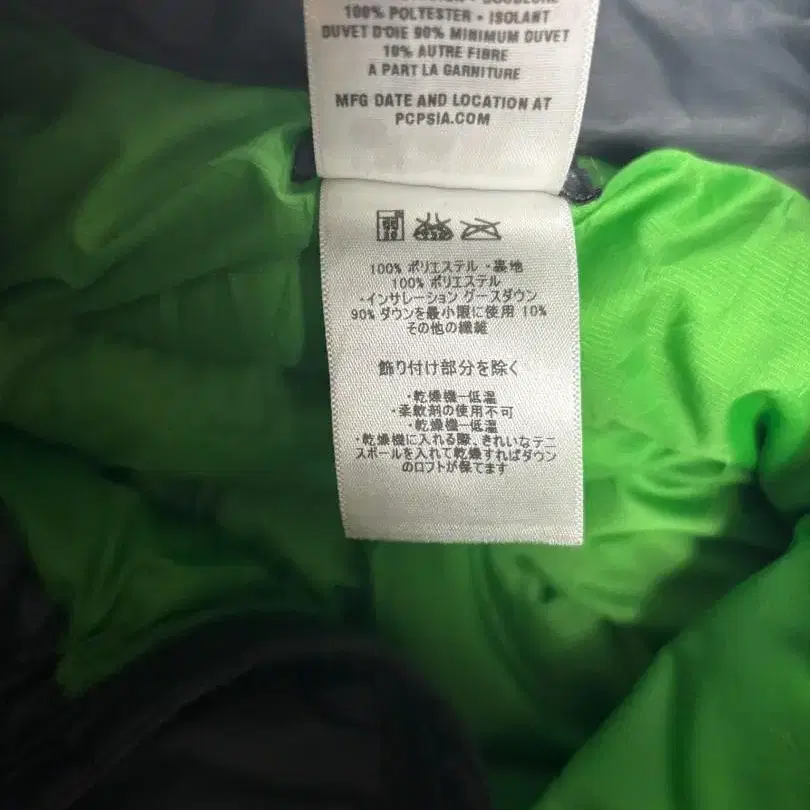 100% POLYESTER • ISOLANT
DUVET D'OIE 90% MINIMUM DUVET
10% AUTRE FIBRE
A PART LA GARNITURE
MFG DATE AND LOCATION AT
PCPSIA.COM
100% ポリエステル ・裏地
100% ポリエステル
・インサレーション グースダウン
90% ダウンを最小限に使用 10%
その他の繊維
飾り付け部分を除く
・乾燥機ー低温
・柔軟剤の使用不可
・乾燥機ー低温
・乾燥機に入れる際、きれいなテニ
スボールを入れて乾燥すればダウン
のロフトが保てます